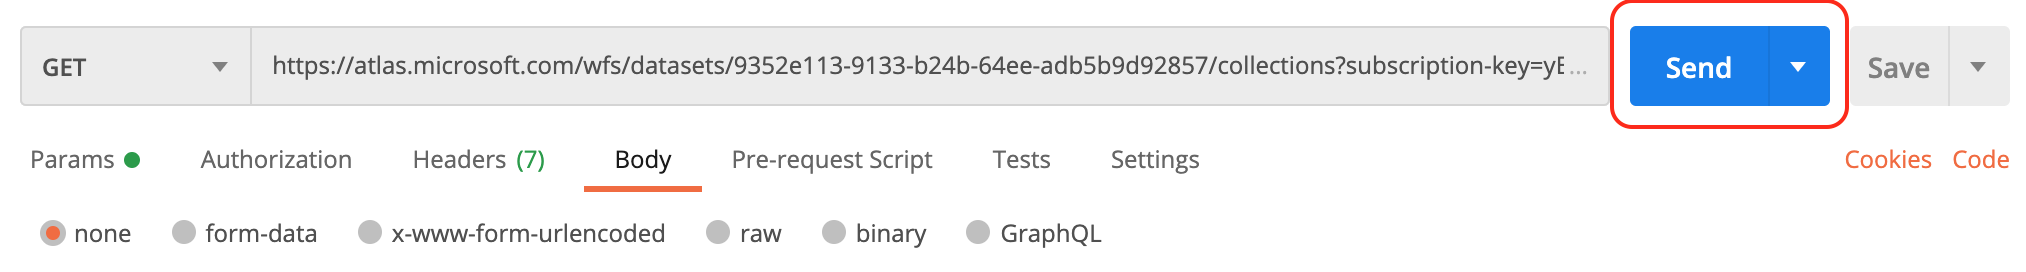 GET https://atlas.microsoft.com/wfs/datasets/9352e113-9133-b24b-64ee-adb5b9d92857/collections?subscription-key=yE... Send Save
Params Authorization Headers (7) Body Pre-request Script Tests Settings Cookies Code
none form-data x-www-form-urlencoded raw binary GraphQL